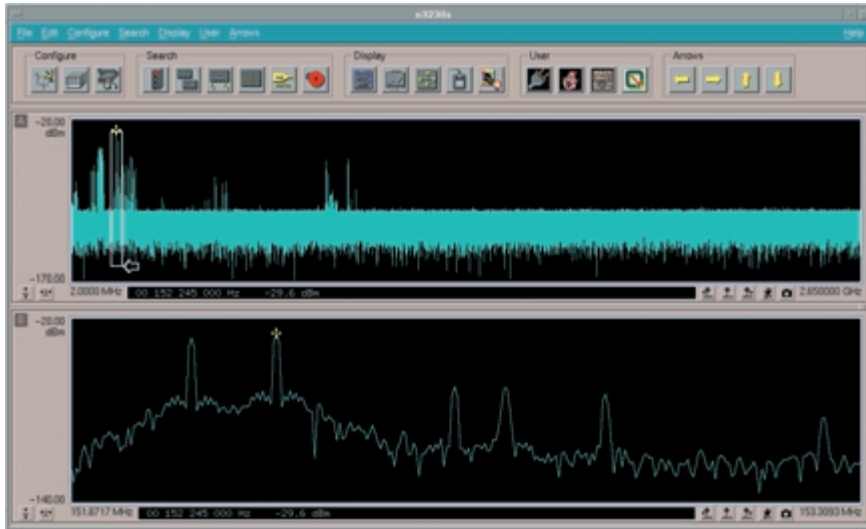 e3238s
File Edit Configure Search Display User Arrows Help
Configure Search Display User Arrows
A -20.00
dBm
-170.00
2.0000 MHz 00 152 245 000 Hz -29.6 dBm 2.650000 GHz
B -20.00
dBm
-140.00
151.8717 MHz 00 152 245 000 Hz -29.6 dBm 153.3093 MHz